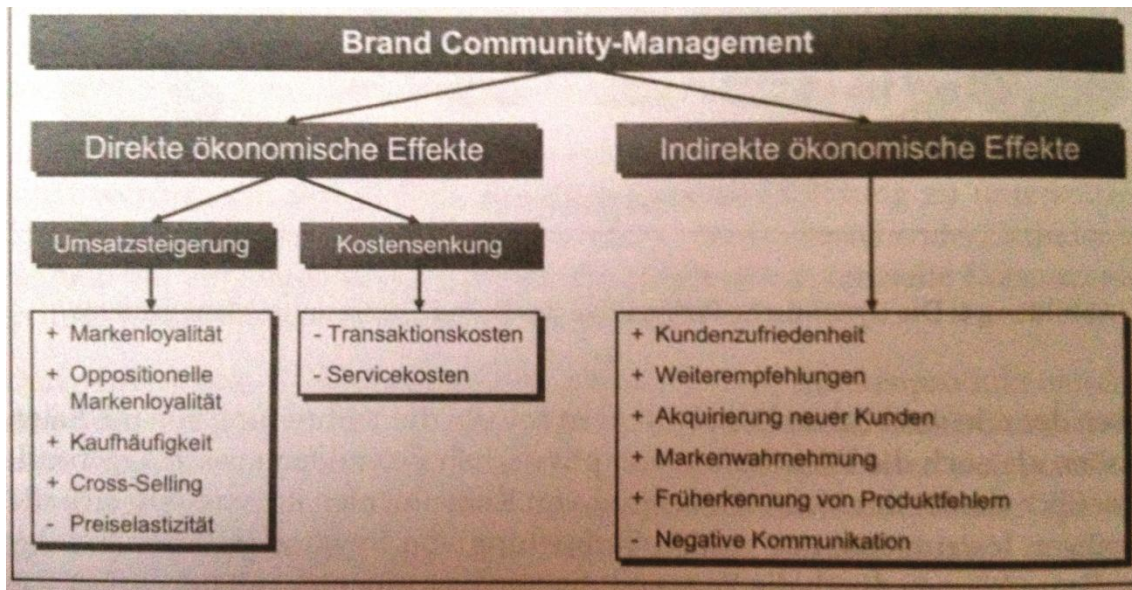 Brand Community-Management
Direkte ökonomische Effekte
Indirekte ökonomische Effekte
Umsatzsteigerung
Kostensenkung
+ Markenloyalität
+ Oppositionelle
Markenloyalität
+ Kaufhäufigkeit
+ Cross-Selling
- Preiselastizität
- Transaktionskosten
- Servicekosten
+ Kundenzufriedenheit
+ Weiterempfehlungen
+ Akquirierung neuer Kunden
+ Markenwahrnehmung
+ Früherkennung von Produktfehlern
- Negative Kommunikation